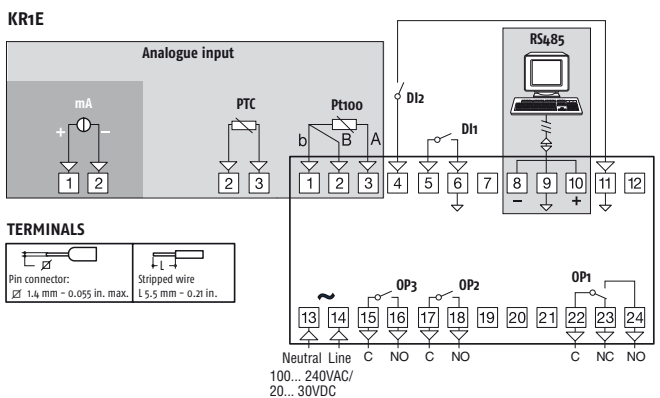 KR1E
Analogue input
RS485
mA
PTC
Pt100
DI2
DI1
+ −
b B A
1 2 2 3 1 2 3 4 5 6 7 8 9 10 11 12
− +
TERMINALS
Pin connector:
⌀ 1.4 mm - 0.055 in. max.
L
Stripped wire
L 5.5 mm - 0.21 in.
~
OP3
OP2
OP1
13 14 15 16 17 18 19 20 21 22 23 24
Neutral Line C NO C NO C NC NO
100... 240VAC/
20... 30VDC